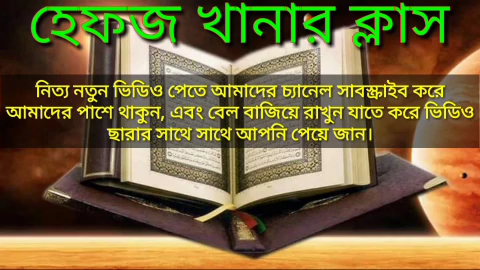 হেফজ খানার ক্লাস
নিত্য নতুন ভিডিও পেতে আমাদের চ্যানেল সাবস্ক্রাইব করে
আমাদের পাশে থাকুন, এবং বেল বাজিয়ে রাখুন যাতে করে ভিডিও
ছারার সাথে সাথে আপনি পেয়ে জান।